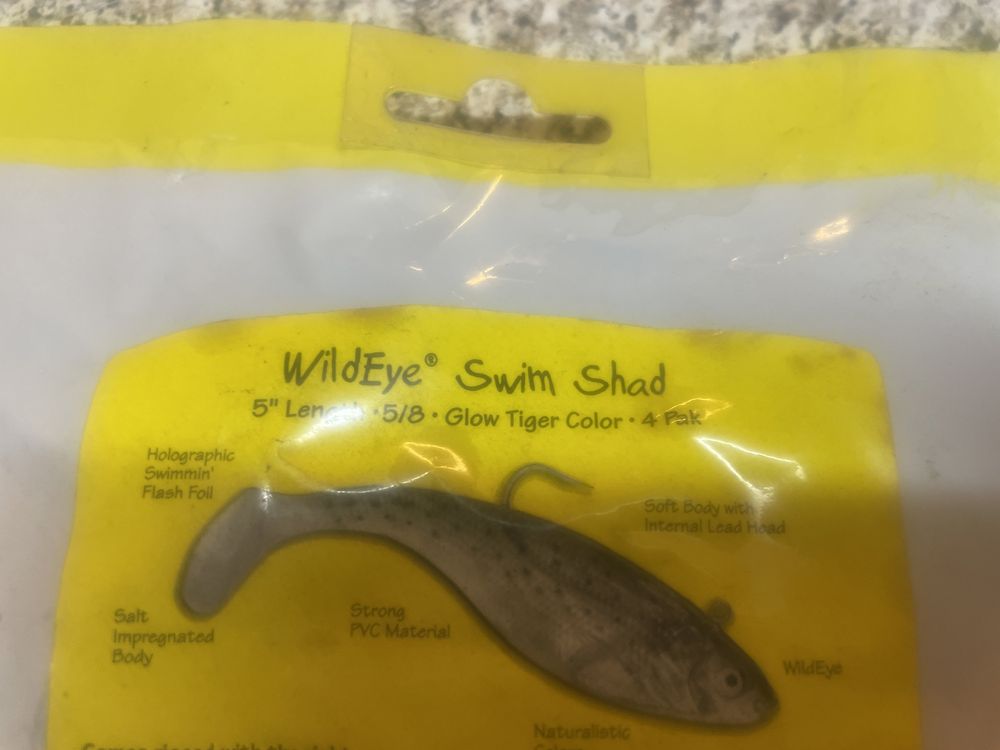 WildEye® Swim Shad
5" Length · 5/8 · Glow Tiger Color · 4 Pak
Holographic
Swimmin'
Flash Foil
Soft Body with
Internal Lead Head
Salt
Impregnated
Body
Strong
PVC Material
WildEye
Naturalistic